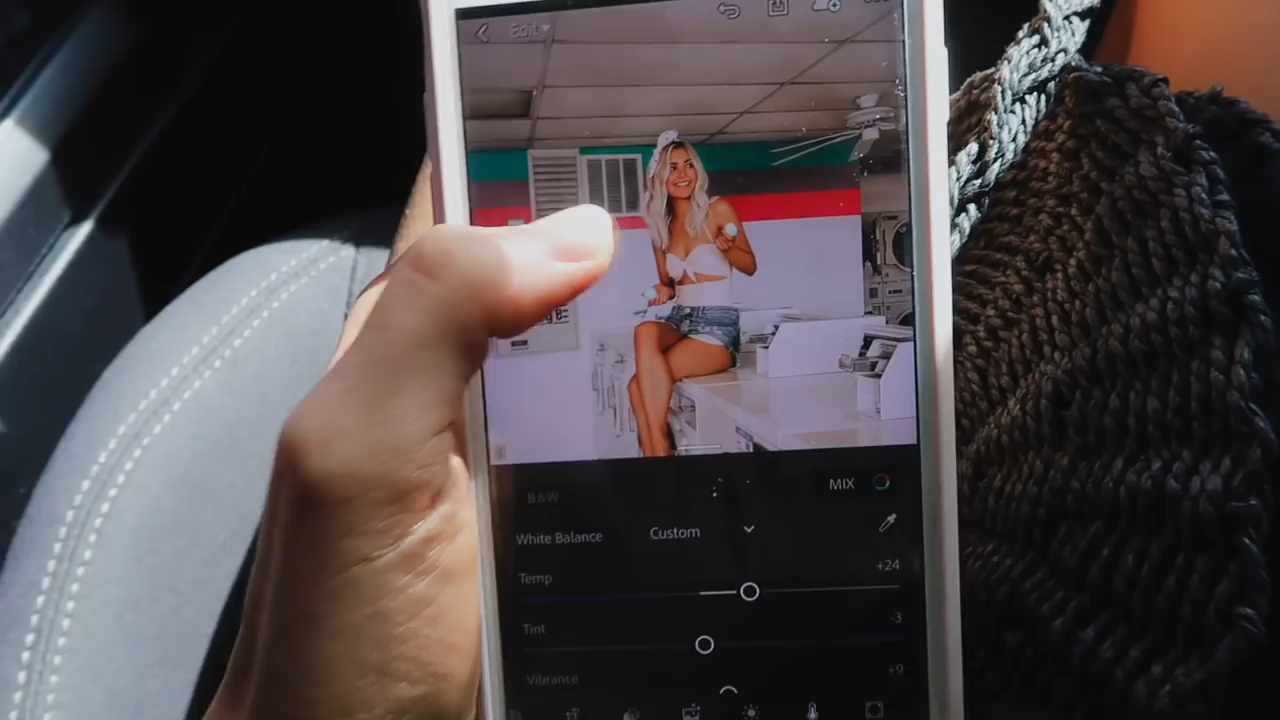 Edit
B&W
MIX
White Balance Custom
Temp +24
Tint -3
Vibrance +9